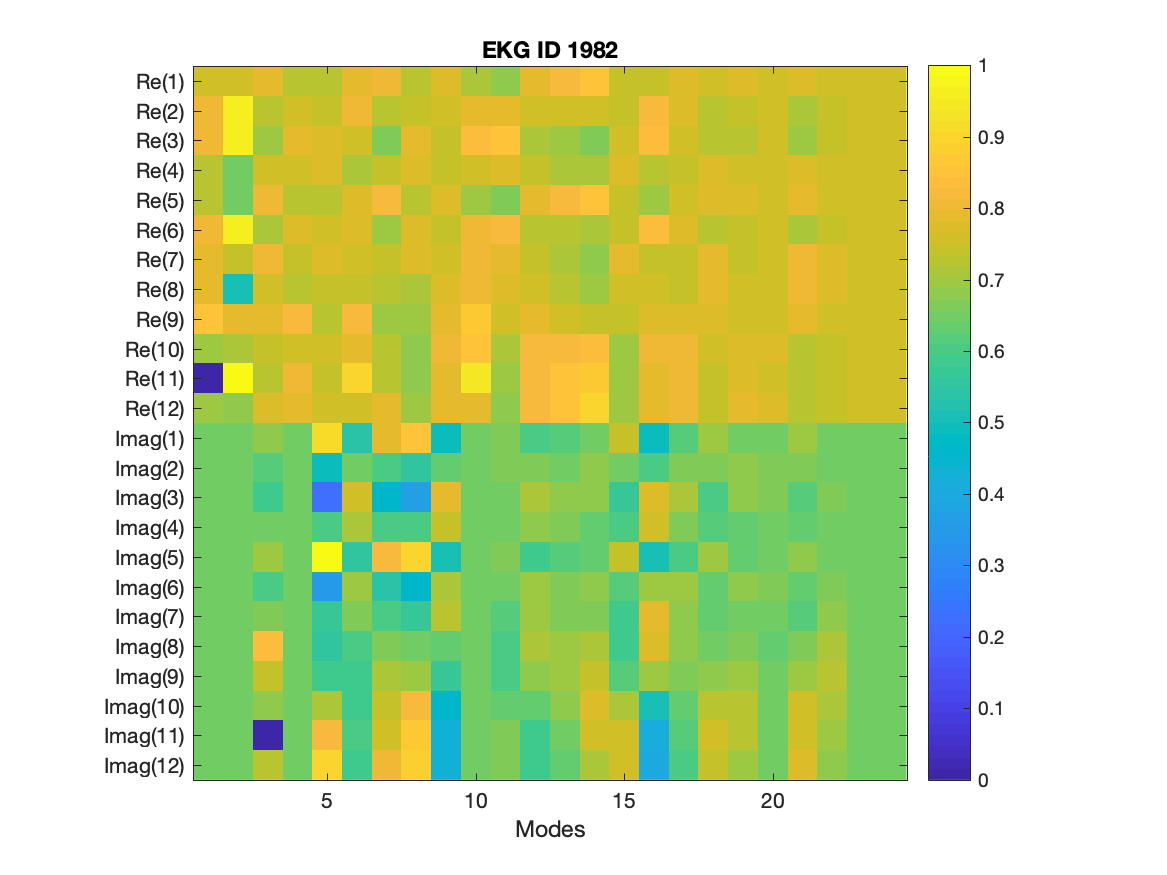 EKG ID 1982
Re(1)
Re(2)
Re(3)
Re(4)
Re(5)
Re(6)
Re(7)
Re(8)
Re(9)
Re(10)
Re(11)
Re(12)
Imag(1)
Imag(2)
Imag(3)
Imag(4)
Imag(5)
Imag(6)
Imag(7)
Imag(8)
Imag(9)
Imag(10)
Imag(11)
Imag(12)
5 10 15 20
Modes
1
0.9
0.8
0.7
0.6
0.5
0.4
0.3
0.2
0.1
0